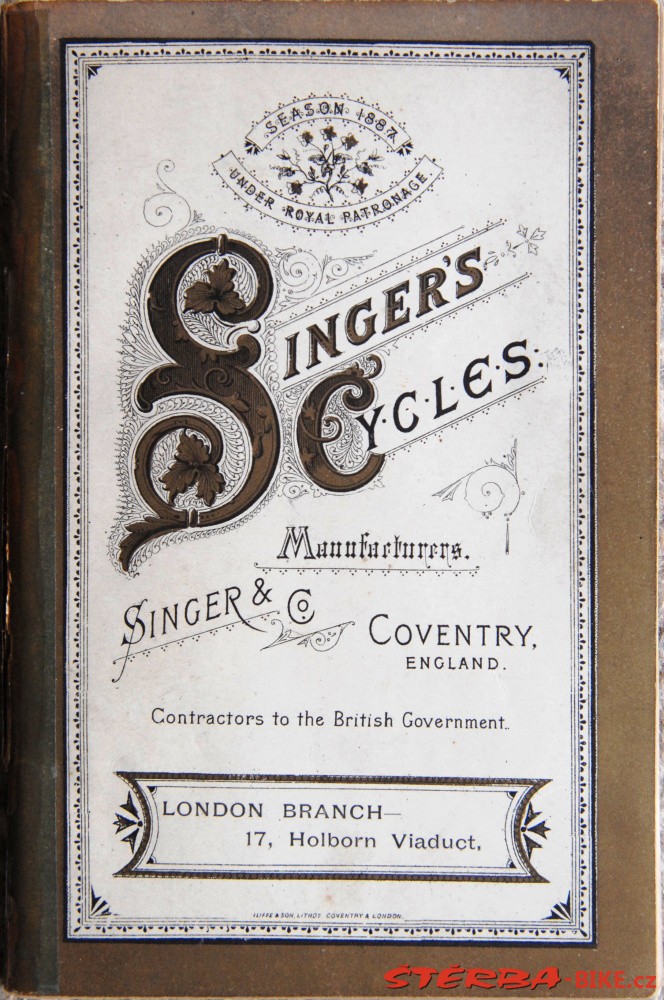 SEASON 1887
UNDER ROYAL PATRONAGE
SINGER'S
CYCLES.
Manufacturers.
SINGER & Co
COVENTRY,
ENGLAND.
Contractors to the British Government.
LONDON BRANCH—
17, Holborn Viaduct,
ILIFFE & SON, LITHOS COVENTRY & LONDON.
ŠTĚRBA-BIKE.cz